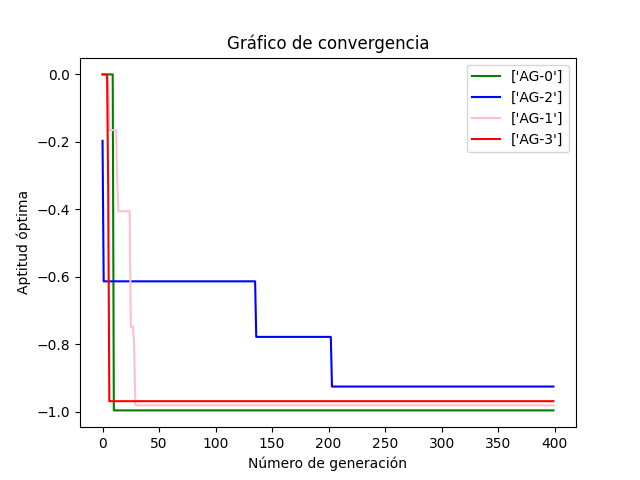 Gráfico de convergencia
['AG-0']
['AG-2']
['AG-1']
['AG-3']
Aptitud óptima
0.0
−0.2
−0.4
−0.6
−0.8
−1.0
0 50 100 150 200 250 300 350 400
Número de generación